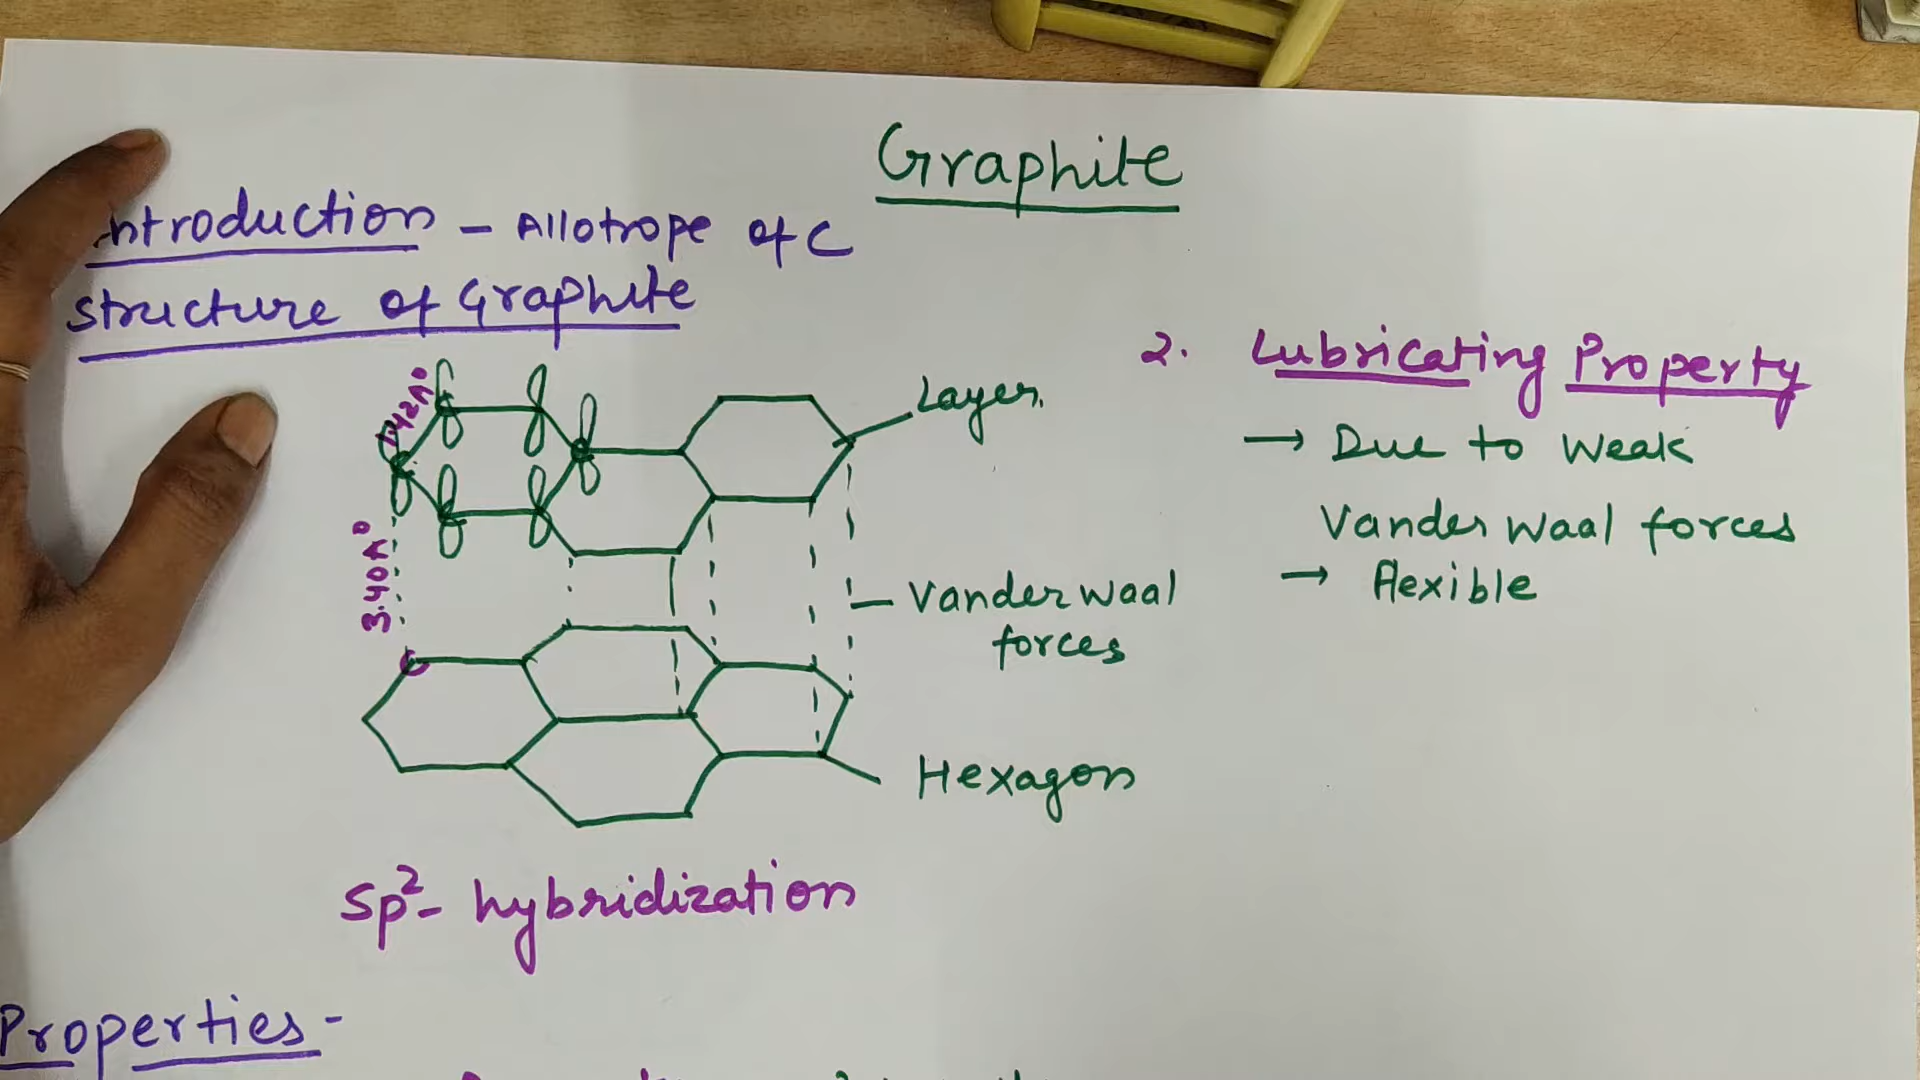 Graphite
Introduction - Allotrope of C
Structure of Graphite
1.42A°
Layer.
3.40A°
Vander waal
forces
Hexagon
Sp²- hybridization
Properties -
2. Lubricating Property
→ Due to Weak
Vander Waal forces
→ Flexible